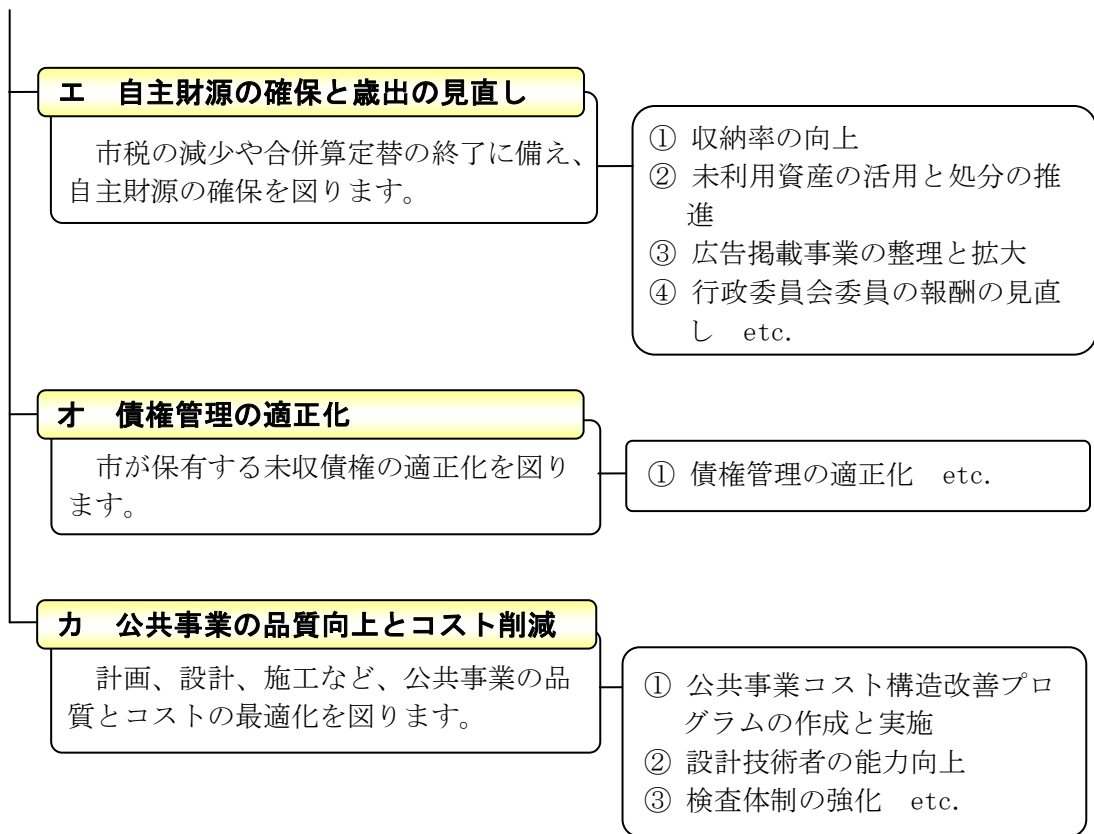 エ　自主財源の確保と歳出の見直し
市税の減少や合併算定替の終了に備え、
自主財源の確保を図ります。
① 収納率の向上
② 未利用資産の活用と処分の推
進
③ 広告掲載事業の整理と拡大
④ 行政委員会委員の報酬の見直
し　etc.
オ　債権管理の適正化
市が保有する未収債権の適正化を図り
ます。
① 債権管理の適正化　etc.
カ　公共事業の品質向上とコスト削減
計画、設計、施工など、公共事業の品
質とコストの最適化を図ります。
① 公共事業コスト構造改善プロ
グラムの作成と実施
② 設計技術者の能力向上
③ 検査体制の強化　etc.